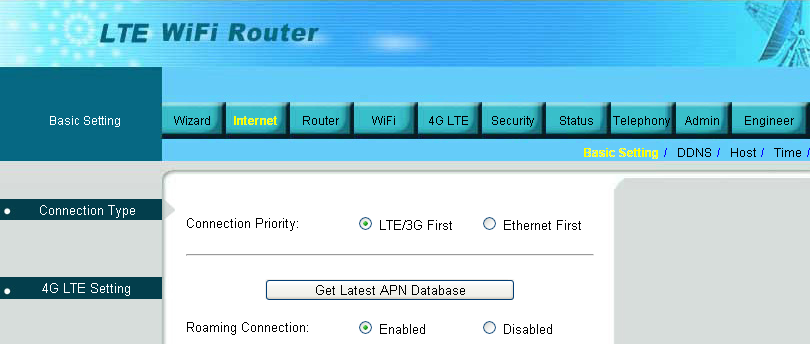 LTE WiFi Router
Basic Setting
Wizard Internet Router WiFi 4G LTE Security Status Telephony Admin Engineer
Basic Setting / DDNS / Host / Time /
Connection Type
Connection Priority: LTE/3G First Ethernet First
4G LTE Setting
Get Latest APN Database
Roaming Connection: Enabled Disabled